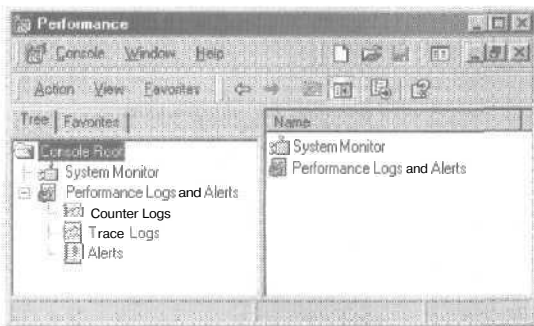 Performance
Console Window Help
Action View Favorites
Tree Favorites
Name
Console Root
System Monitor
Performance Logs and Alerts
Counter Logs
Trace Logs
Alerts
System Monitor
Performance Logs and Alerts